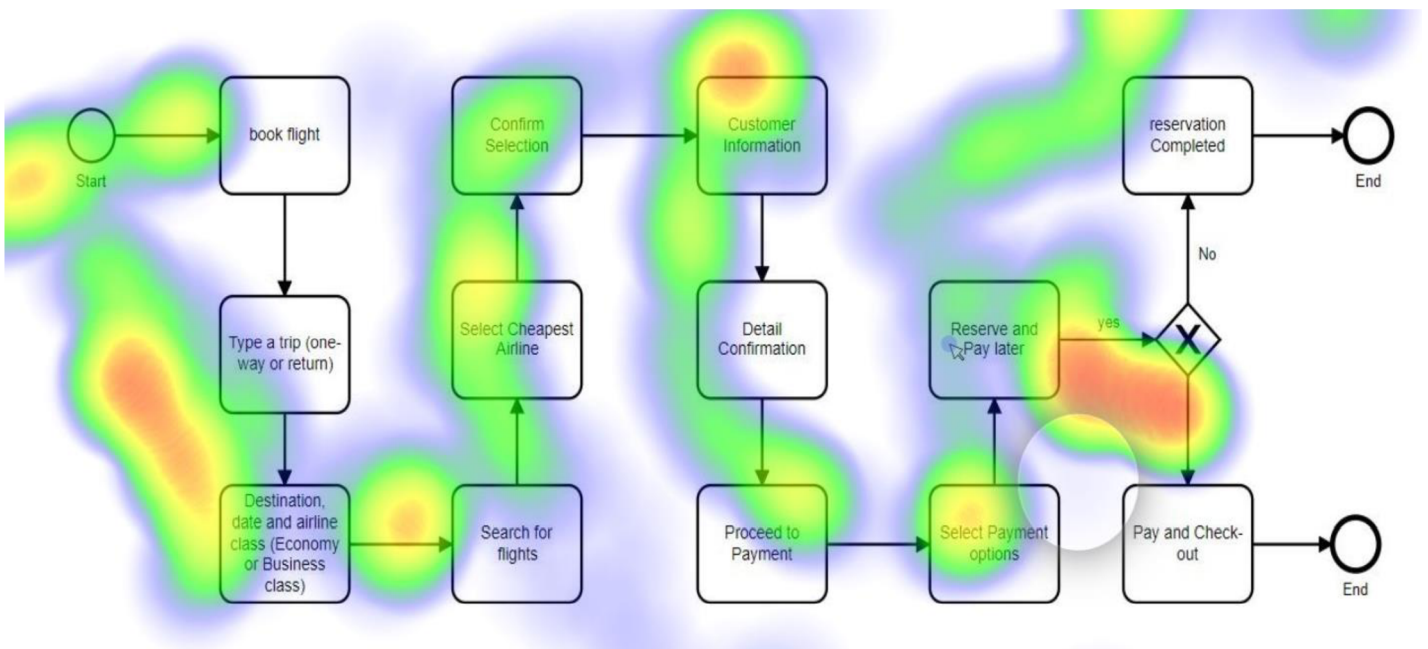 Start
book flight
Type a trip (one-
way or return)
Destination,
date and airline
class (Economy
or Business
class)
Search for
flights
Select Cheapest
Airline
Confirm
Selection
Customer
Information
Detail
Confirmation
Proceed to
Payment
Select Payment
options
Reserve and
Pay later
yes
X
No
reservation
Completed
End
Pay and Check-
out
End